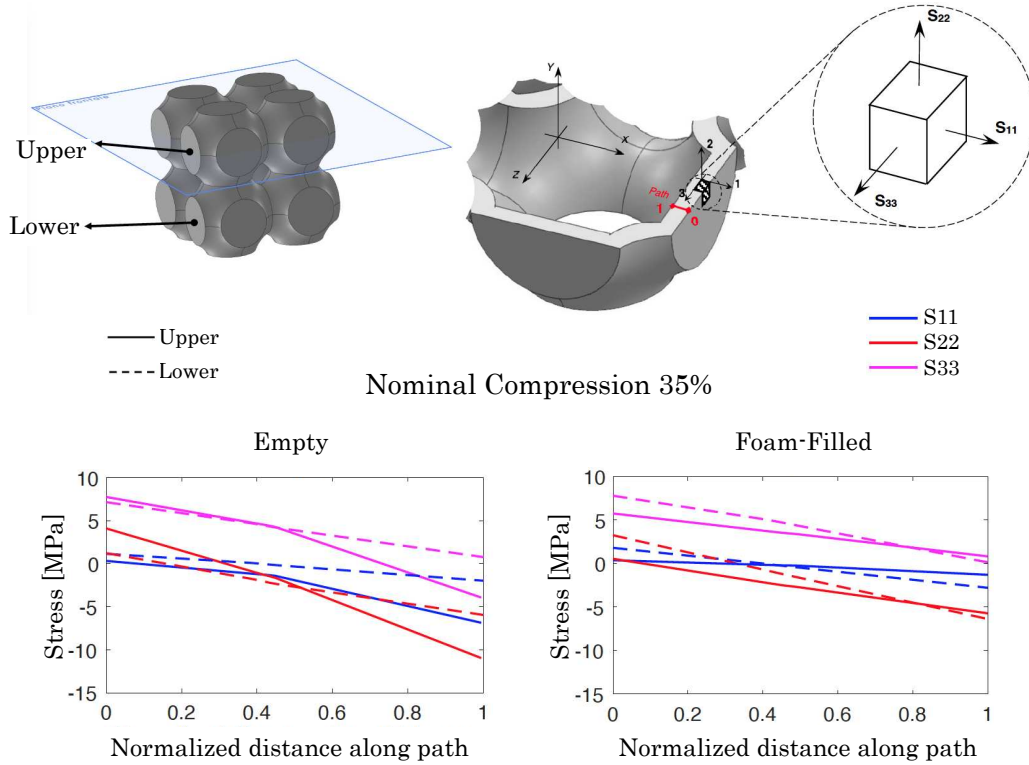 Piano frontale
Upper
Lower
Y
X
Z
2
1
3
Path
1
0
S22
S11
S33
Upper
Lower
S11
S22
S33
Nominal Compression 35%
Empty
Stress [MPa]
10
5
0
-5
-10
-15
0
0.2
0.4
0.6
0.8
1
Normalized distance along path
Foam-Filled
Stress [MPa]
10
5
0
-5
-10
-15
0
0.2
0.4
0.6
0.8
1
Normalized distance along path